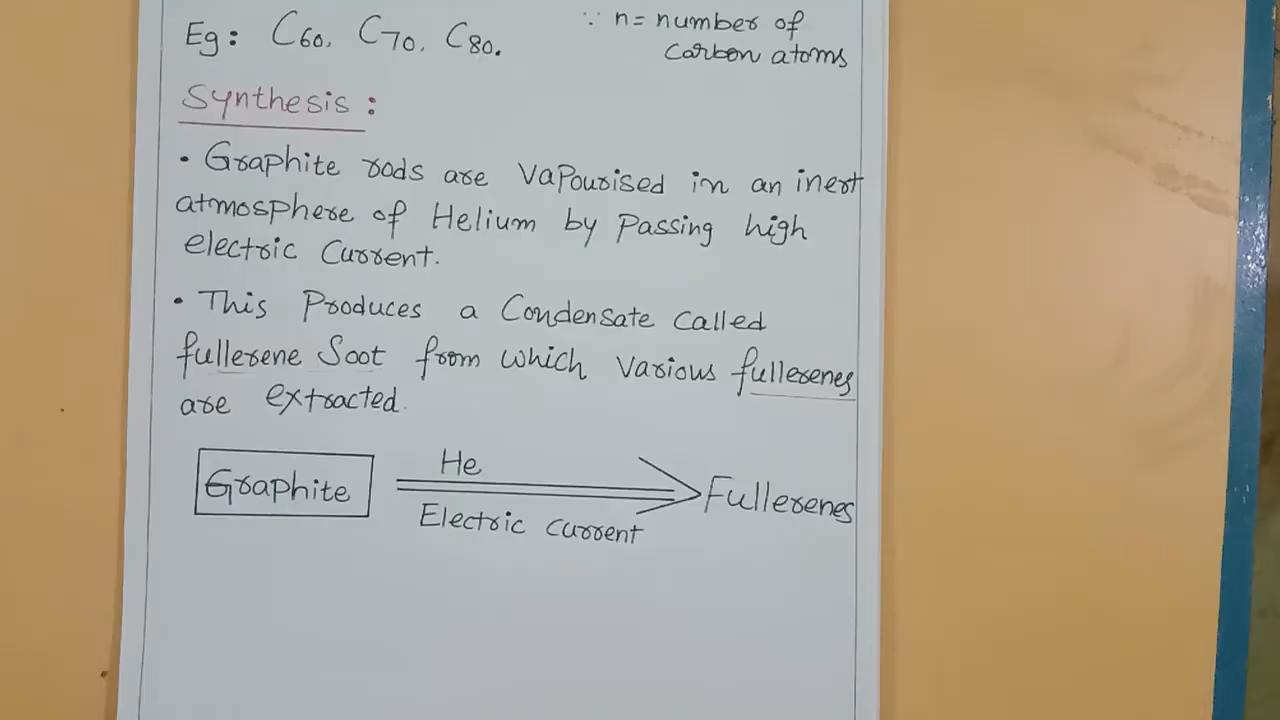 Eg: C60, C70, C80.
∵ n = number of
carbon atoms
Synthesis:
• Graphite rods are vapourised in an inert
atmosphere of Helium by passing high
electric current.
• This produces a condensate called
fullerene soot from which various fullerenes
are extracted.
Graphite
He
Electric current
Fullerenes